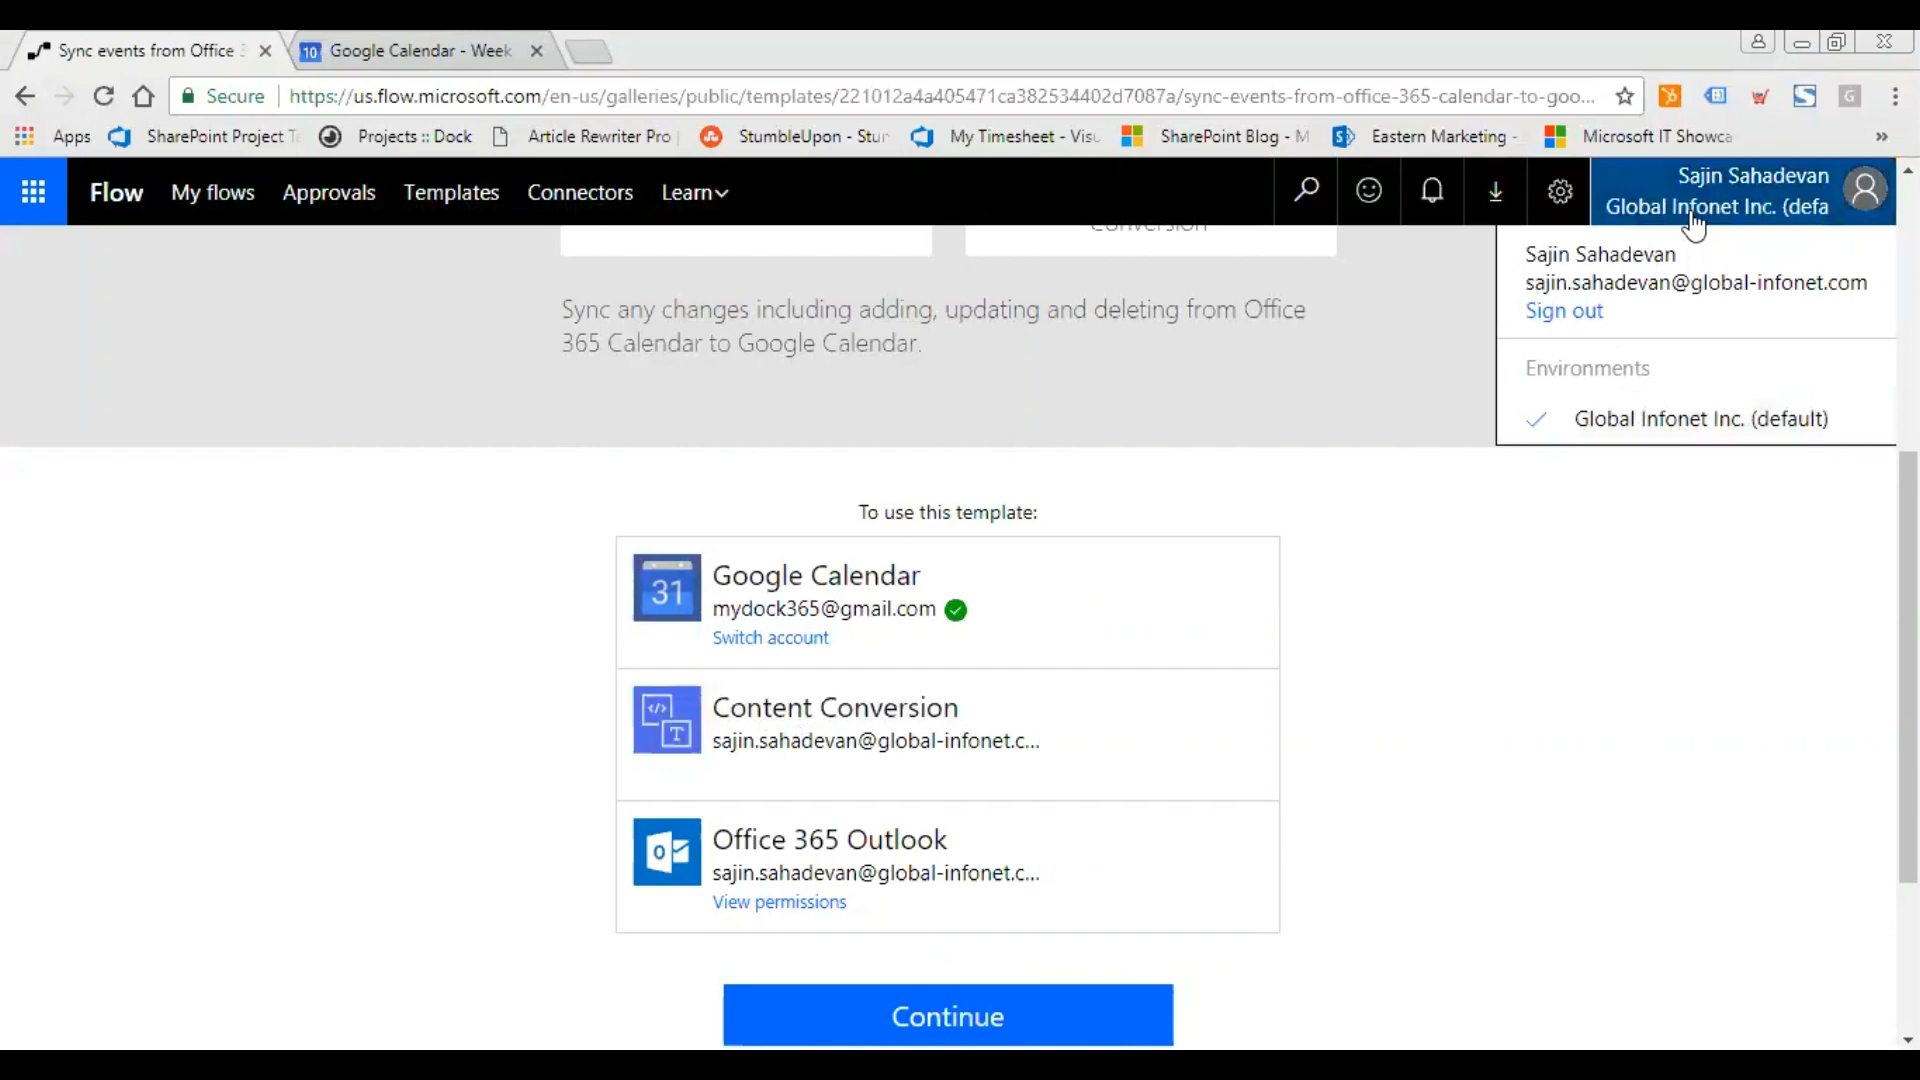 Sync events from Office 3
Google Calendar - Week
Secure
https://us.flow.microsoft.com/en-us/galleries/public/templates/221012a4a405471ca382534402d7087a/sync-events-from-office-365-calendar-to-goo...
Apps
SharePoint Project Te
Projects :: Dock
Article Rewriter Pro
StumbleUpon - Stum
My Timesheet - Visu
SharePoint Blog - M
Eastern Marketing -
Microsoft IT Showca
»
Flow
My flows
Approvals
Templates
Connectors
Learn
Sajin Sahadevan
Global Infonet Inc. (defa
Conversion
Sajin Sahadevan
sajin.sahadevan@global-infonet.com
Sign out
Environments
Global Infonet Inc. (default)
Sync any changes including adding, updating and deleting from Office
365 Calendar to Google Calendar.
To use this template:
31
Google Calendar
mydock365@gmail.com
Switch account
Content Conversion
sajin.sahadevan@global-infonet.c...
Office 365 Outlook
sajin.sahadevan@global-infonet.c...
View permissions
Continue